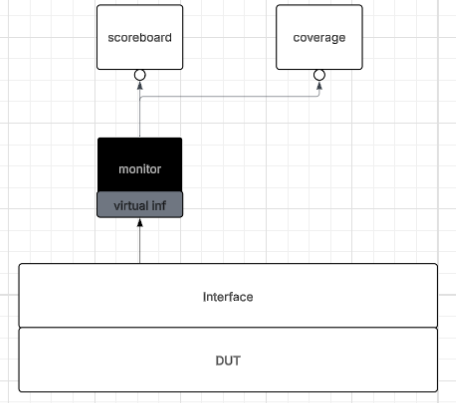 scoreboard
coverage
monitor
virtual inf
Interface
DUT